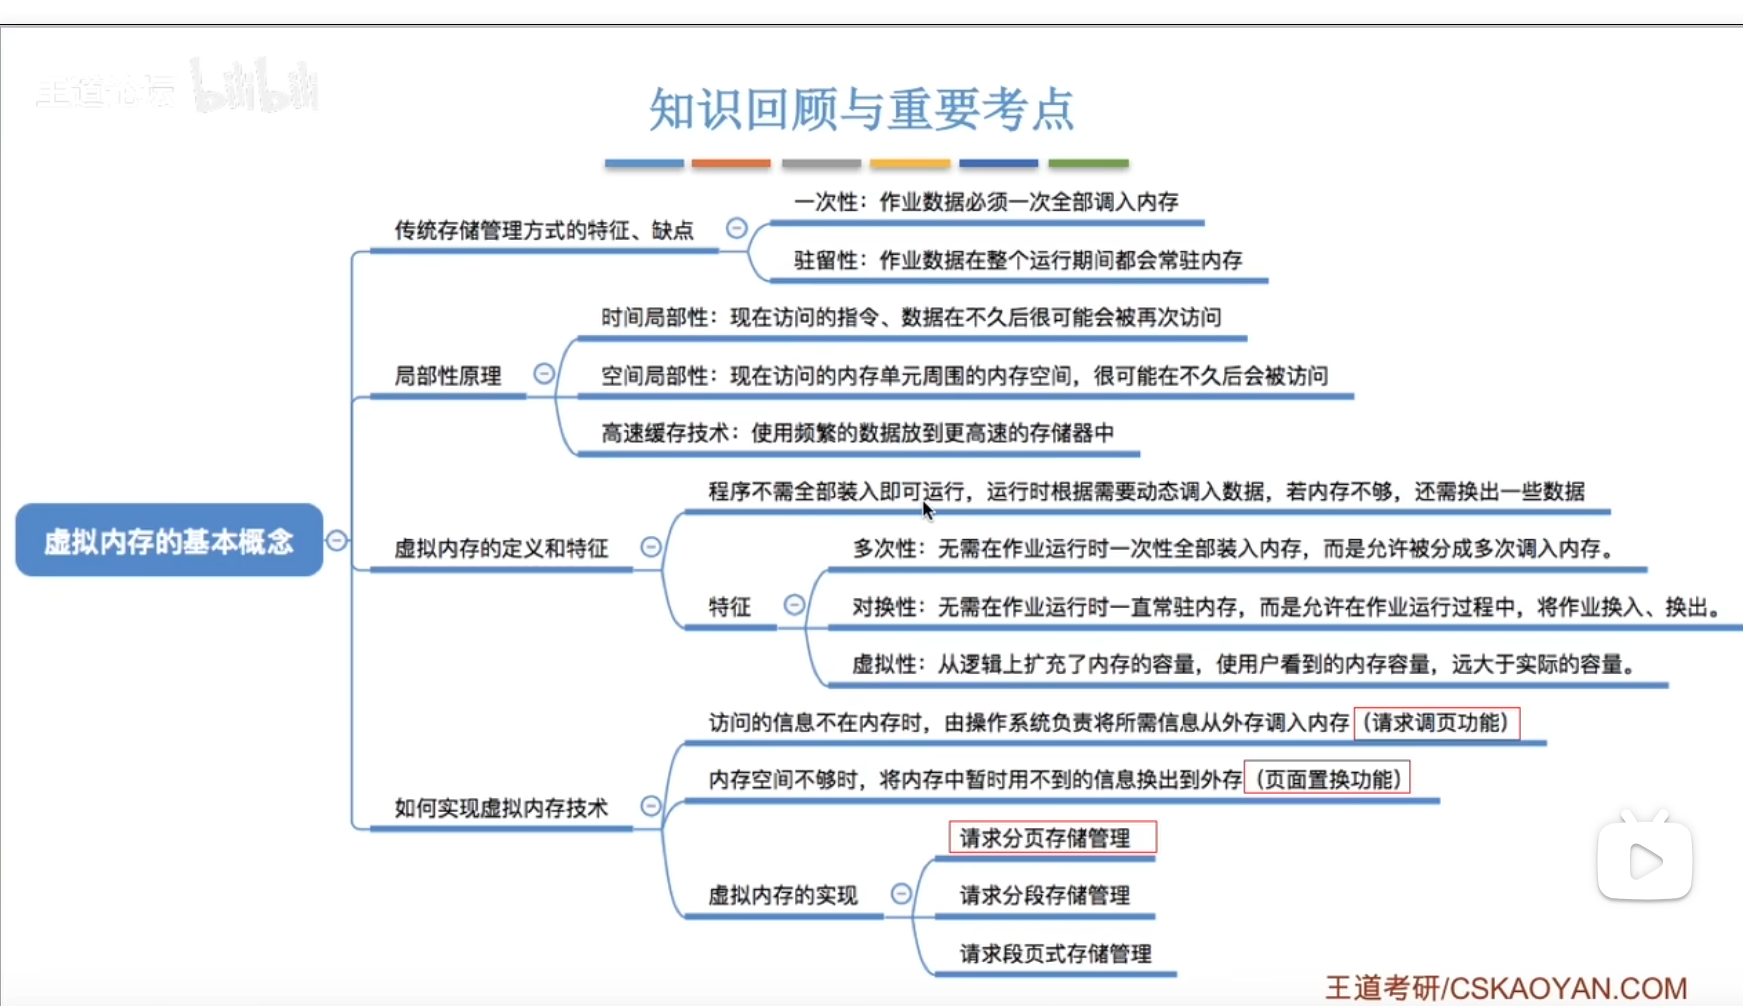 王道论坛 bilibili
知识回顾与重要考点
一次性：作业数据必须一次全部调入内存
传统存储管理方式的特征、缺点
驻留性：作业数据在整个运行期间都会常驻内存
时间局部性：现在访问的指令、数据在不久后很可能会被再次访问
局部性原理
空间局部性：现在访问的内存单元周围的内存空间，很可能在不久后会被访问
高速缓存技术：使用频繁的数据放到更高速的存储器中
虚拟内存的基本概念
程序不需全部装入即可运行，运行时根据需要动态调入数据，若内存不够，还需换出一些数据
虚拟内存的定义和特征
多次性：无需在作业运行时一次性全部装入内存，而是允许被分成多次调入内存。
特征
对换性：无需在作业运行时一直常驻内存，而是允许在作业运行过程中，将作业换入、换出。
虚拟性：从逻辑上扩充了内存的容量，使用户看到的内存容量，远大于实际的容量。
访问的信息不在内存时，由操作系统负责将所需信息从外存调入内存（请求调页功能）
内存空间不够时，将内存中暂时用不到的信息换出到外存（页面置换功能）
如何实现虚拟内存技术
请求分页存储管理
虚拟内存的实现
请求分段存储管理
请求段页式存储管理
王道考研/CSKAOYAN.COM